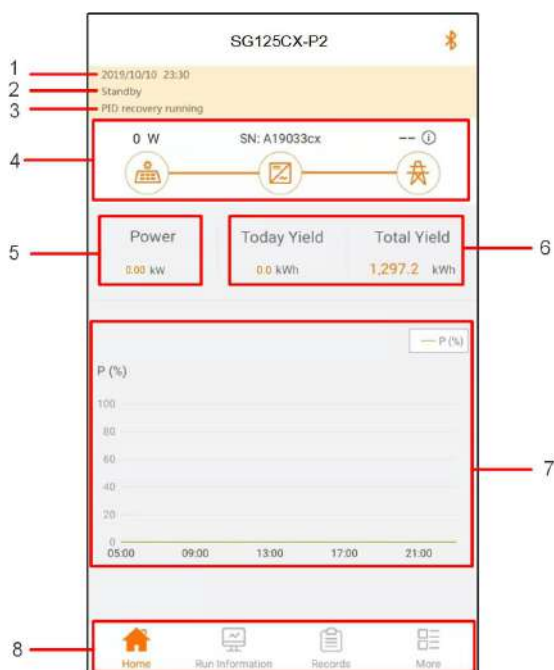 SG125CX-P2
1
2019/10/10 23:30
2
Standby
3
PID recovery running
4
0 W SN: A19033cx --
5
Power Today Yield Total Yield
6
0.00 kW 0.0 kWh 1,297.2 kWh
P (%)
P (%)
100
80
60
40
20
0
05:00 09:00 13:00 17:00 21:00
7
8
Home Run Information Records More